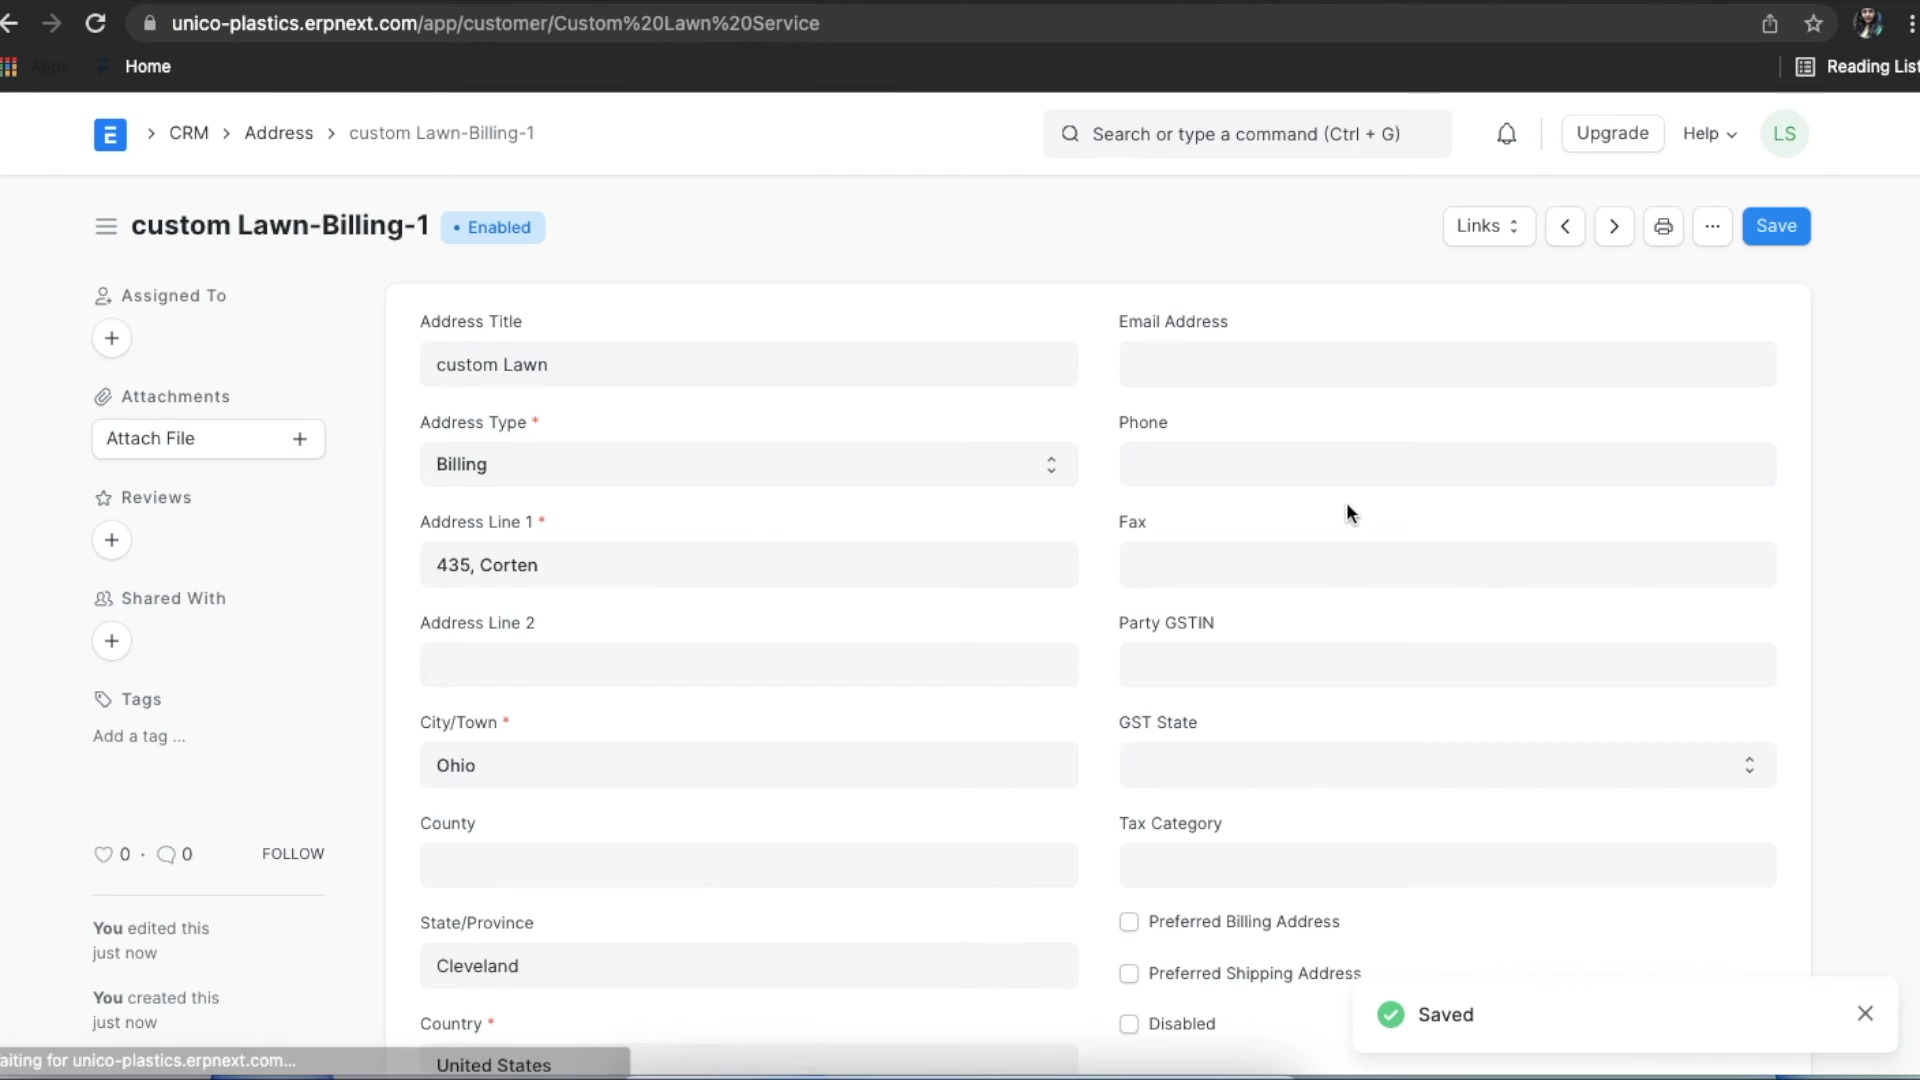 unico-plastics.erpnext.com/app/customer/Custom%20Lawn%20Service
Apps
Home
Reading List
E
CRM
Address
custom Lawn-Billing-1
Search or type a command (Ctrl + G)
Upgrade
Help
LS
custom Lawn-Billing-1
Enabled
Links
Save
Assigned To
Attachments
Attach File
Reviews
Shared With
Tags
Add a tag ...
0 · 0
FOLLOW
You edited this
just now
You created this
just now
Address Title
custom Lawn
Address Type *
Billing
Address Line 1 *
435, Corten
Address Line 2
City/Town *
Ohio
County
State/Province
Cleveland
Country *
United States
Email Address
Phone
Fax
Party GSTIN
GST State
Tax Category
Preferred Billing Address
Preferred Shipping Address
Disabled
Saved
aiting for unico-plastics.erpnext.com...